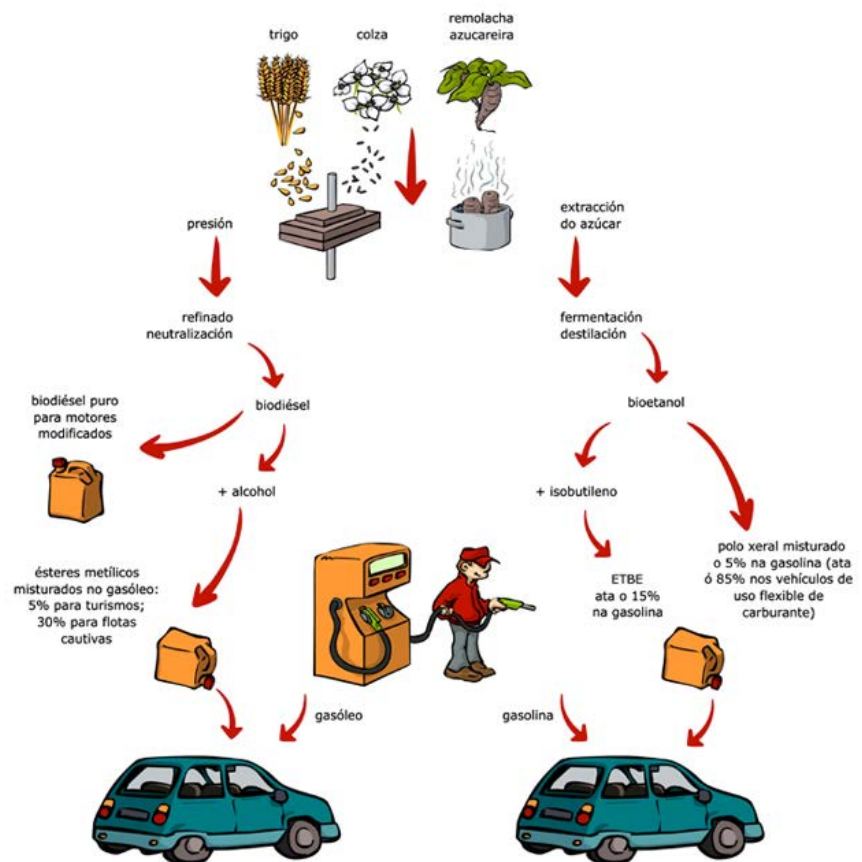 trigo
colza
remolacha
azucareira
presión
extracción
do azúcar
refinado
neutralización
fermentación
destilación
biodiésel puro
para motores
modificados
biodiésel
bioetanol
+ alcohol
+ isobutileno
ésteres metílicos
misturados no gasóleo:
5% para turismos;
30% para flotas
cautivas
ETBE
ata o 15%
na gasolina
polo xeral misturado
o 5% na gasolina (ata
ó 85% nos vehículos de
uso flexible de
carburante)
gasóleo
gasolina